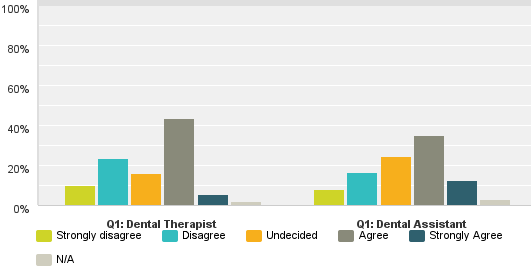 100%
80%
60%
40%
20%
0%
Q1: Dental Therapist Q1: Dental Assistant
Strongly disagree Disagree Undecided Agree Strongly Agree
N/A